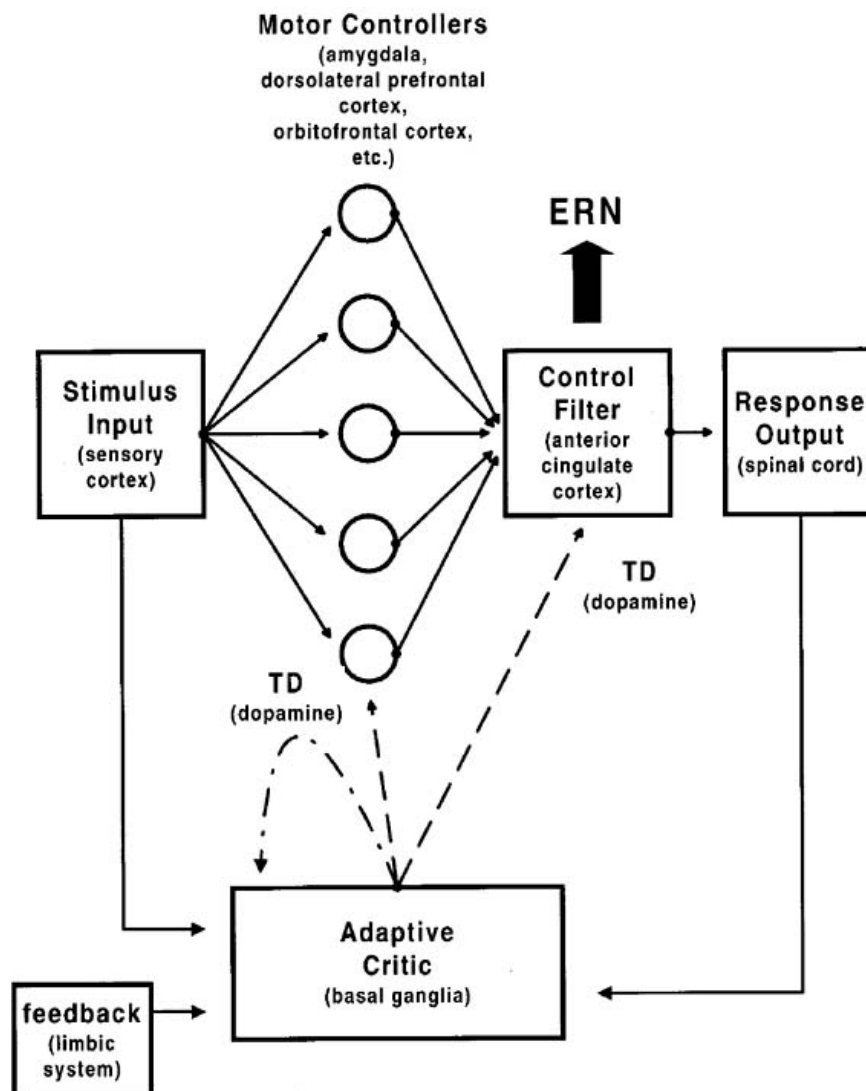 Motor Controllers
(amygdala,
dorsolateral prefrontal
cortex,
orbitofrontal cortex,
etc.)
ERN
Stimulus
Input
(sensory
cortex)
Control
Filter
(anterior
cingulate
cortex)
Response
Output
(spinal cord)
TD
(dopamine)
TD
(dopamine)
Adaptive
Critic
(basal ganglia)
feedback
(limbic
system)